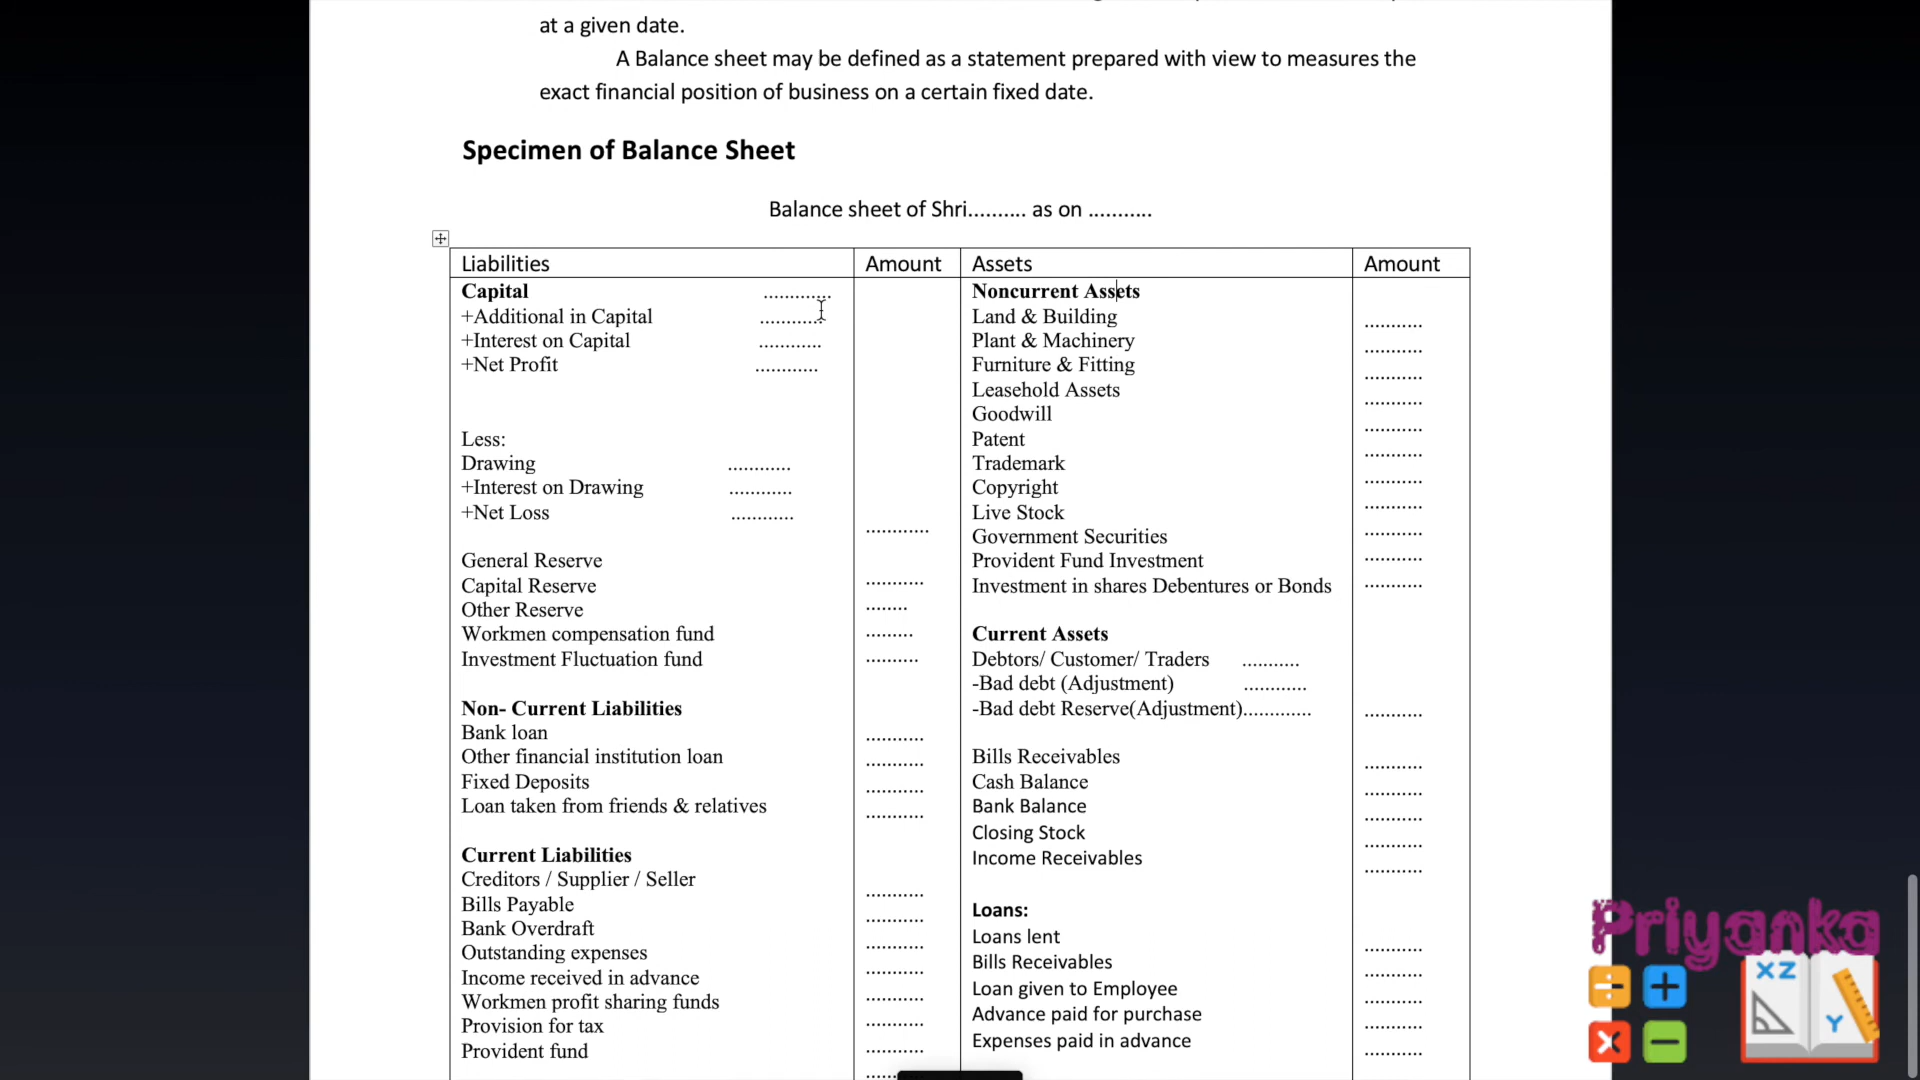 at a given date.
A Balance sheet may be defined as a statement prepared with view to measures the
exact financial position of business on a certain fixed date.
Specimen of Balance Sheet
Balance sheet of Shri.......... as on ...........
Liabilities Amount Assets Amount
Capital ............
+Additional in Capital ............
+Interest on Capital ............
+Net Profit ............
Less:
Drawing ............
+Interest on Drawing ............
+Net Loss ............
............
General Reserve
Capital Reserve ...........
Other Reserve ........
Workmen compensation fund .........
Investment Fluctuation fund ..........
Non- Current Liabilities
Bank loan ...........
Other financial institution loan ...........
Fixed Deposits ...........
Loan taken from friends & relatives ...........
Current Liabilities
Creditors / Supplier / Seller ...........
Bills Payable ...........
Bank Overdraft ...........
Outstanding expenses ...........
Income received in advance ...........
Workmen profit sharing funds ...........
Provision for tax ...........
Provident fund ...........
Noncurrent Assets
Land & Building ...........
Plant & Machinery ...........
Furniture & Fitting ...........
Leasehold Assets ...........
Goodwill ...........
Patent ...........
Trademark ...........
Copyright ...........
Live Stock ...........
Government Securities ...........
Provident Fund Investment ...........
Investment in shares Debentures or Bonds
Current Assets
Debtors/ Customer/ Traders ...........
-Bad debt (Adjustment) ............
-Bad debt Reserve(Adjustment)............. ...........
Bills Receivables ...........
Cash Balance ...........
Bank Balance ...........
Closing Stock ...........
Income Receivables ...........
Loans:
Loans lent ...........
Bills Receivables ...........
Loan given to Employee ...........
Advance paid for purchase ...........
Expenses paid in advance ...........
Priyanka
XZ
Y